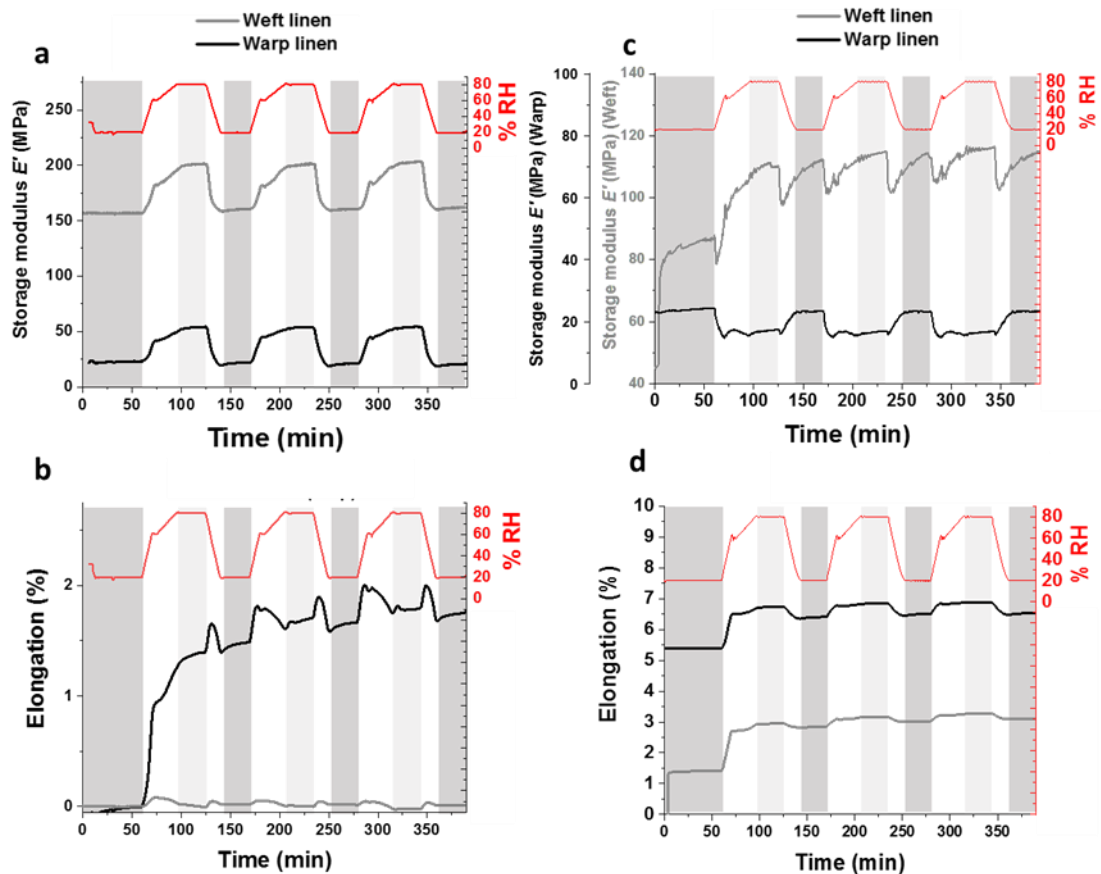 Weft linen
Warp linen
a
Storage modulus E' (MPa)
250
200
150
100
50
0
80
60
40
20
0
% RH
0 50 100 150 200 250 300 350
Time (min)
Weft linen
Warp linen
c
Storage modulus E' (MPa) (Warp)
100
80
60
40
20
0
Storage modulus E' (MPa) (Weft)
140
120
100
80
60
40
80
60
40
20
0
% RH
0 50 100 150 200 250 300 350
Time (min)
b
Elongation (%)
2
1
0
80
60
40
20
0
% RH
0 50 100 150 200 250 300 350
Time (min)
d
Elongation (%)
10
9
8
7
6
5
4
3
2
1
0
80
60
40
20
0
% RH
0 50 100 150 200 250 300 350
Time (min)